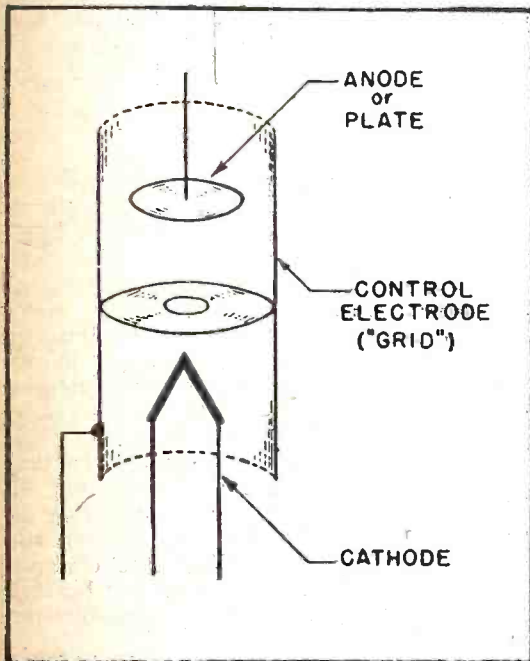 ANODE
or
PLATE
CONTROL
ELECTRODE
("GRID")
CATHODE